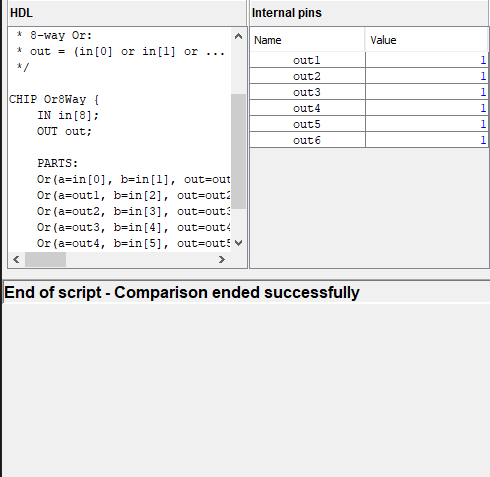 HDL
* 8-way Or:
* out = (in[0] or in[1] or ...
*/
CHIP Or8Way {
IN in[8];
OUT out;
PARTS:
Or(a=in[0], b=in[1], out=out
Or(a=out1, b=in[2], out=out2
Or(a=out2, b=in[3], out=out3
Or(a=out3, b=in[4], out=out4
Or(a=out4, b=in[5], out=out5
Internal pins
Name Value
out1 1
out2 1
out3 1
out4 1
out5 1
out6 1
End of script - Comparison ended successfully